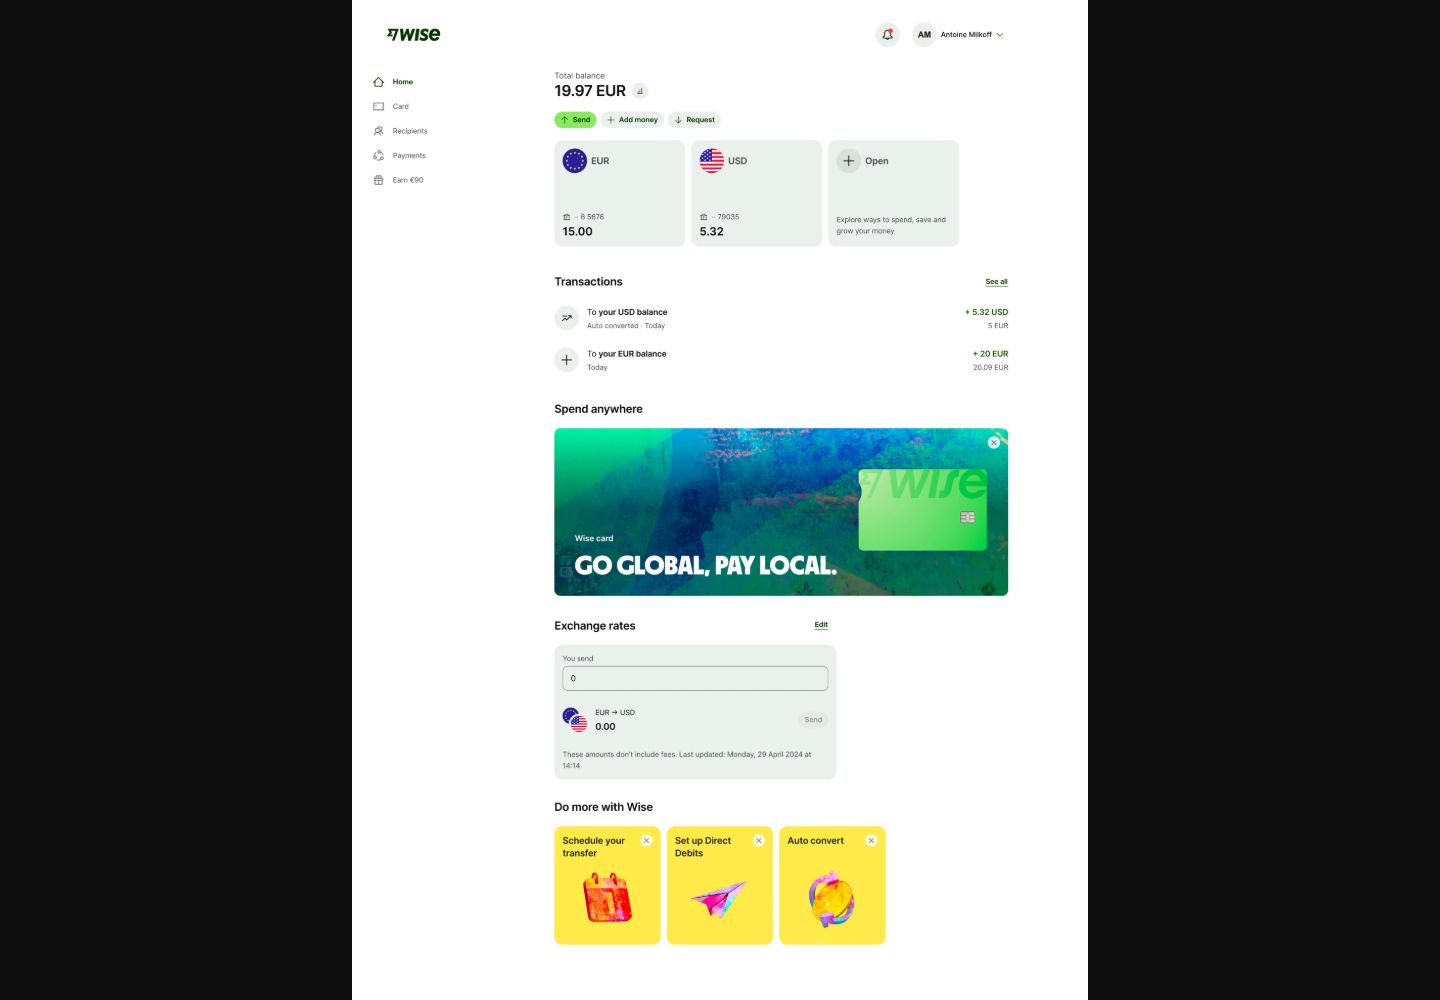 WISE
AM
Antoine Milkoff
Home
Card
Recipients
Payments
Earn €90
Total balance
19.97 EUR
Send
Add money
Request
EUR
·· 6 5676
15.00
USD
·· 79035
5.32
Open
Explore ways to spend, save and
grow your money
Transactions
See all
To your USD balance
+ 5.32 USD
Auto converted · Today
5 EUR
To your EUR balance
+ 20 EUR
Today
20.09 EUR
Spend anywhere
WISE
Wise card
GO GLOBAL, PAY LOCAL.
Exchange rates
Edit
You send
0
EUR → USD
0.00
Send
These amounts don't include fees. Last updated: Monday, 29 April 2024 at
14:14
Do more with Wise
Schedule your
transfer
Set up Direct
Debits
Auto convert